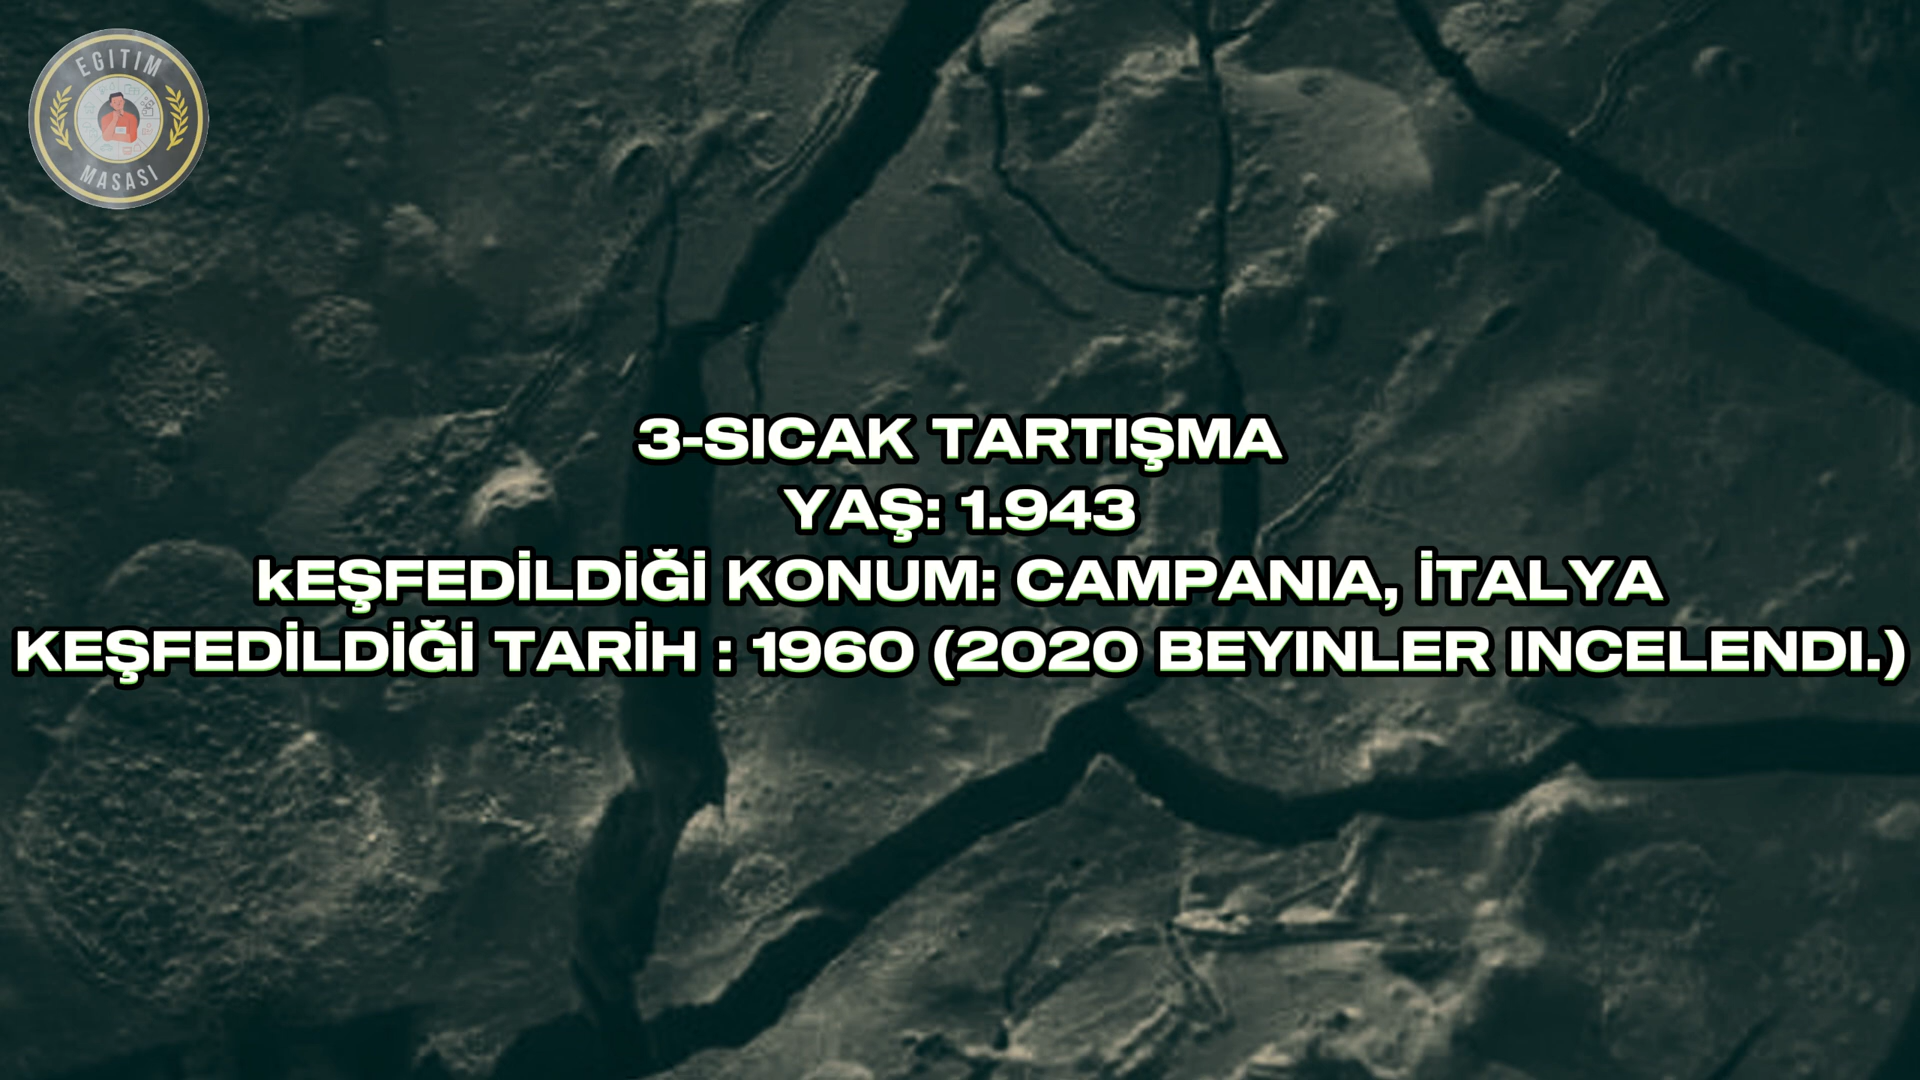 EGITIM
MASASI
3-SICAK TARTIŞMA
YAŞ: 1.943
kEŞFEDİLDİĞİ KONUM: CAMPANIA, İTALYA
KEŞFEDİLDİĞİ TARİH : 1960 (2020 BEYINLER INCELENDI.)